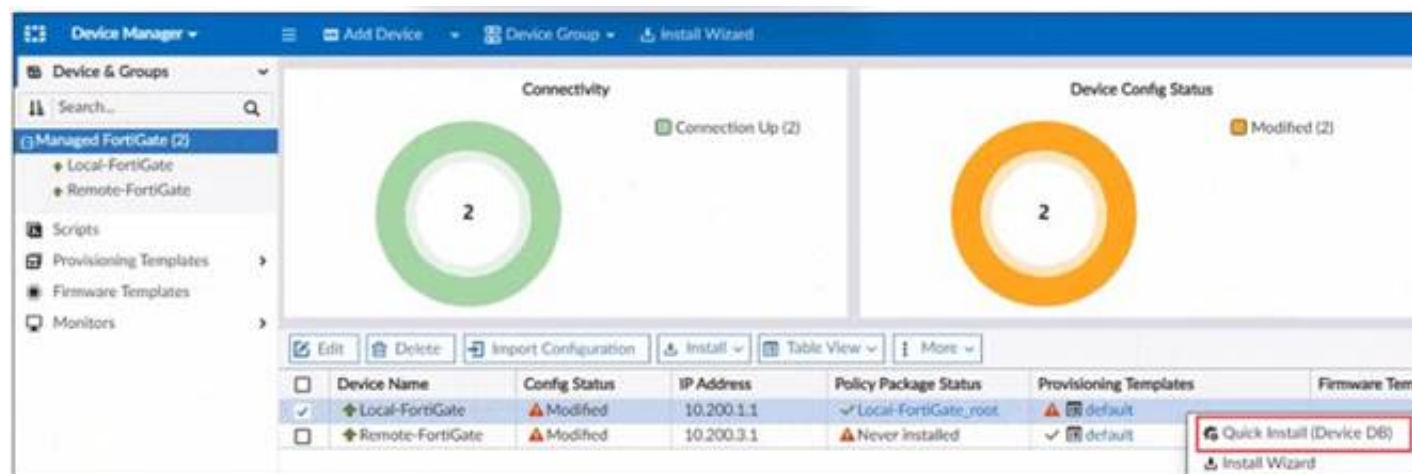 Device Manager Add Device Device Group Install Wizard
Device & Groups
Search...
Managed FortiGate (2)
Local-FortiGate
Remote-FortiGate
Scripts
Provisioning Templates
Firmware Templates
Monitors
Connectivity
Connection Up (2)
2
Device Config Status
Modified (2)
2
Edit Delete Import Configuration Install Table View More
Device Name Config Status IP Address Policy Package Status Provisioning Templates Firmware Tem
Local-FortiGate Modified 10.200.1.1 Local-FortiGate_root default
Remote-FortiGate Modified 10.200.3.1 Never installed default
Quick Install (Device DB)
Install Wizard